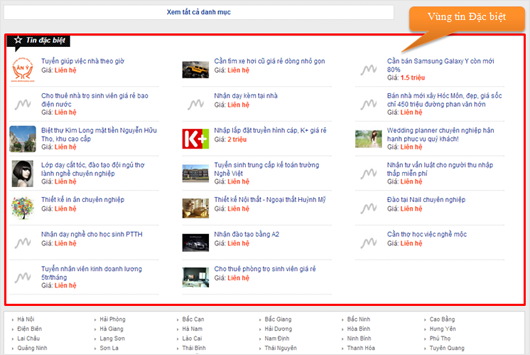 Xem tất cả danh mục
Vùng tin Đặc biệt
Tin đặc biệt
Tuyển giúp việc nhà theo giờ
Giá: Liên hệ
Cần tìm xe hơi cũ giá rẻ dòng nhỏ gọn
Giá: Liên hệ
Cần bán Samsung Galaxy Y còn mới
80%
Giá: 1.5 triệu
Cho thuê nhà trọ sinh viên giá rẻ bao
điện nước
Giá: Liên hệ
Nhận dạy kèm tại nhà
Giá: Liên hệ
Bán nhà mới xây Hóc Môn, đẹp, giá sốc
chỉ 450 triệu đường phan văn hớn
Giá: Liên hệ
Biệt thự Kim Long mặt tiền Nguyễn Hữu
Thọ, khu cao cấp
Giá: Liên hệ
K+
Nhập lắp đặt truyền hình cáp, K+ giá rẻ
Giá: 2 triệu
Wedding planner chuyên nghiệp hân
hạnh phục vụ quý khách!
Giá: Liên hệ
Lớp dạy cắt tóc, đào tạo đội ngũ thợ
lành nghề chuyên nghiệp
Giá: Liên hệ
Tuyển sinh trung cấp kế toán trường
Nghề Việt
Giá: Liên hệ
Nhận tư vấn luật cho người thu nhập
thấp miễn phí
Giá: Liên hệ
Thiết kế in ấn chuyên nghiệp
Giá: Liên hệ
Thiết kế Nội thất - Ngoại thất Huỳnh Mỹ
Giá: Liên hệ
Đào tại Nail chuyên nghiệp
Giá: Liên hệ
Nhận dạy nghề cho học sinh PTTH
Giá: Liên hệ
Nhận đào tạo bằng A2
Giá: Liên hệ
Cần thợ học việc nghề mốc
Giá: Liên hệ
Tuyển nhân viên kinh doanh lương
5tr/tháng
Giá: Liên hệ
Cho thuê phòng trọ sinh viên giá rẻ
Giá: Liên hệ
Hà Nội
Hải Phòng
Bắc Cạn
Bắc Giang
Bắc Ninh
Cao Bằng
Điện Biên
Hà Giang
Hà Nam
Hải Dương
Hòa Bình
Hưng Yên
Lai Châu
Lạng Sơn
Lào Cai
Nam Định
Ninh Bình
Phú Thọ
Quảng Ninh
Sơn La
Thái Bình
Thái Nguyên
Thanh Hóa
Tuyên Quang